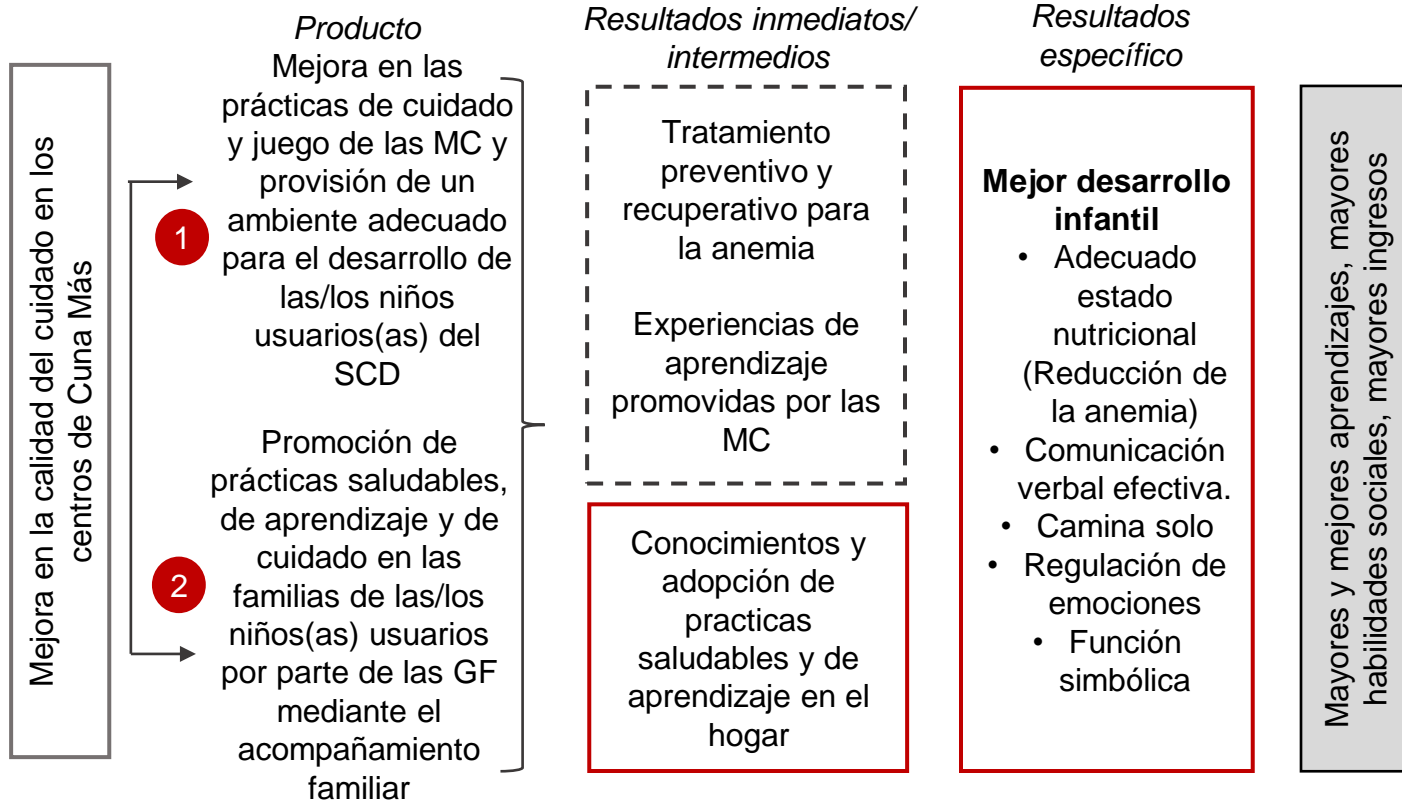 Mejora en la calidad del cuidado en los
centros de Cuna Más
Producto
Mejora en las
prácticas de cuidado
y juego de las MC y
provisión de un
ambiente adecuado
para el desarrollo de
las/los niños
usuarios(as) del
SCD
1
Promoción de
prácticas saludables,
de aprendizaje y de
cuidado en las
familias de las/los
niños(as) usuarios
por parte de las GF
mediante el
acompañamiento
familiar
2
Resultados inmediatos/
intermedios
Tratamiento
preventivo y
recuperativo para
la anemia
Experiencias de
aprendizaje
promovidas por las
MC
Conocimientos y
adopción de
practicas
saludables y de
aprendizaje en el
hogar
Resultados
específico
Mejor desarrollo
infantil
• Adecuado
estado
nutricional
(Reducción de
la anemia)
• Comunicación
verbal efectiva.
• Camina solo
• Regulación de
emociones
• Función
simbólica
Mayores y mejores aprendizajes, mayores
habilidades sociales, mayores ingresos